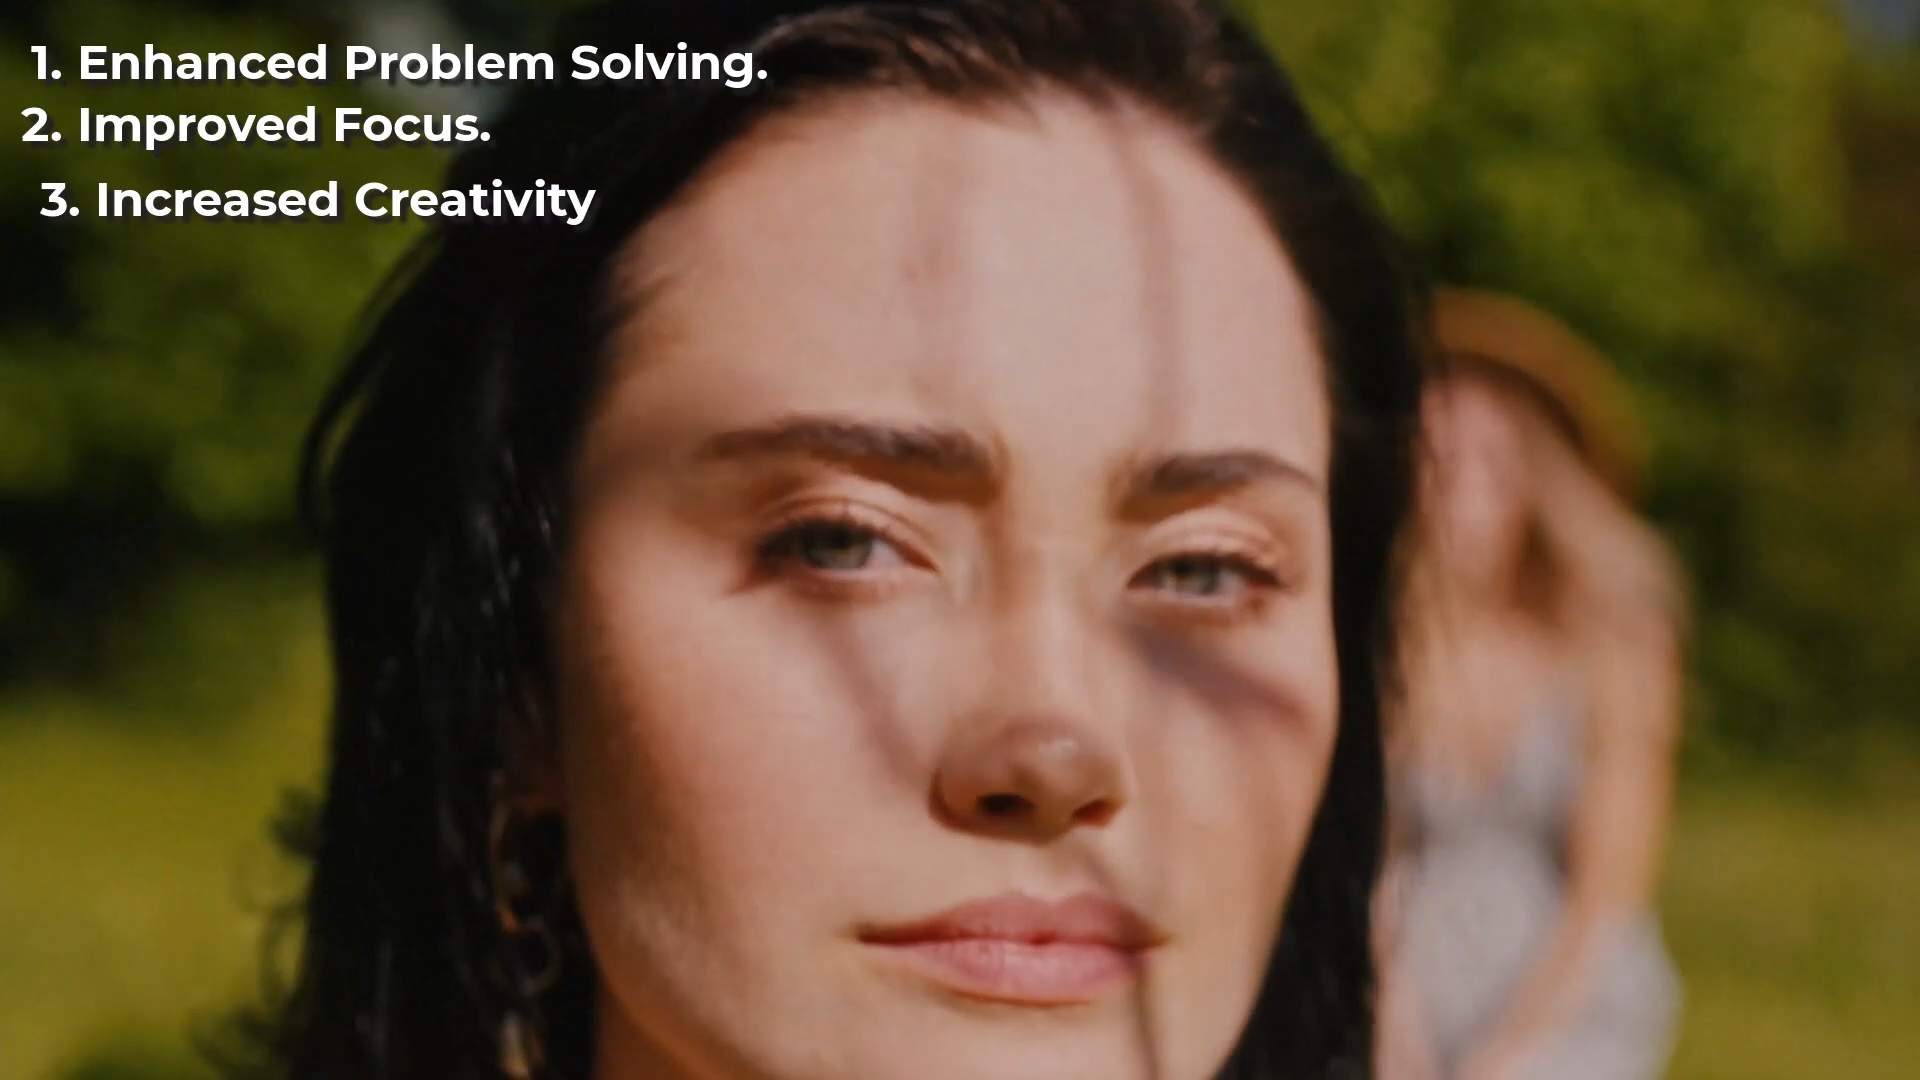 1. Enhanced Problem Solving.
2. Improved Focus.
3. Increased Creativity